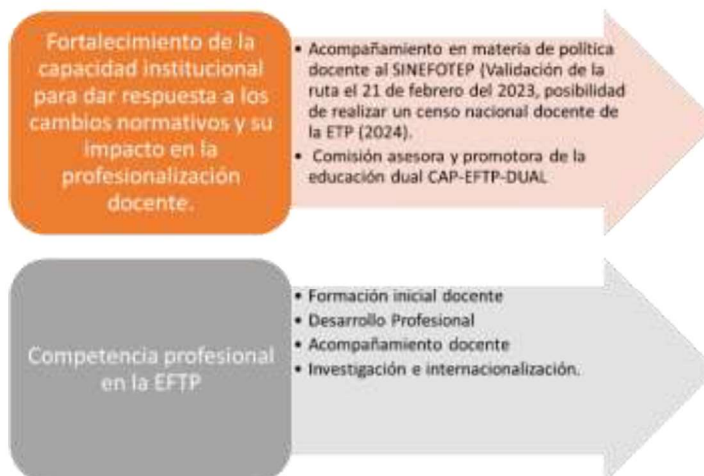 Fortalecimiento de la
capacidad institucional
para dar respuesta a los
cambios normativos y su
impacto en la
profesionalización
docente.
• Acompañamiento en materia de política
docente al SINEFOTEP (Validación de la
ruta el 21 de febrero del 2023, posibilidad
de realizar un censo nacional docente de
la ETP (2024).
• Comisión asesora y promotora de la
educación dual CAP-EFTP-DUAL
Competencia profesional
en la EFTP
• Formación inicial docente
• Desarrollo Profesional
• Acompañamiento docente
• Investigación e internacionalización.